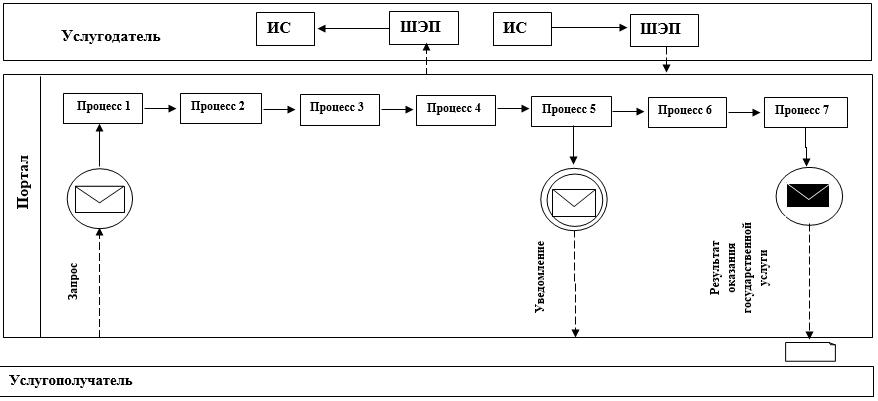 Услугодатель
ИС
ШЭП
ИС
ШЭП
Портал
Процесс 1
Процесс 2
Процесс 3
Процесс 4
Процесс 5
Процесс 6
Процесс 7
Запрос
Уведомление
Результат
оказания
государственной
услуги
Услугополучатель